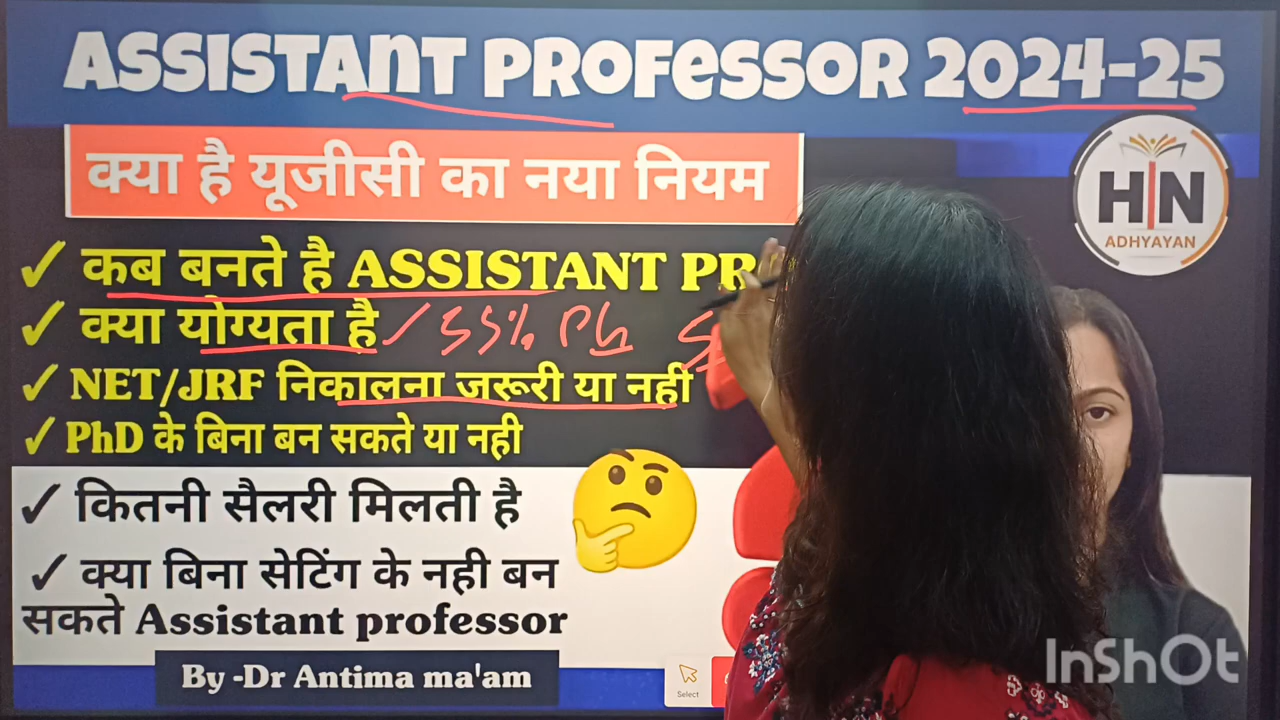 ASSISTANT PROFESSOR 2024-25
क्या है यूजीसी का नया नियम
HN
ADHYAYAN
✓ कब बनते है ASSISTANT PR
✓ क्या योग्यता है 55% Ph
✓ NET/JRF निकालना जरूरी या नहीं
✓ PhD के बिना बन सकते या नही
✓ कितनी सैलरी मिलती है
✓ क्या बिना सेटिंग के नही बन
सकते Assistant professor
By -Dr Antima ma'am
Select
InShOt